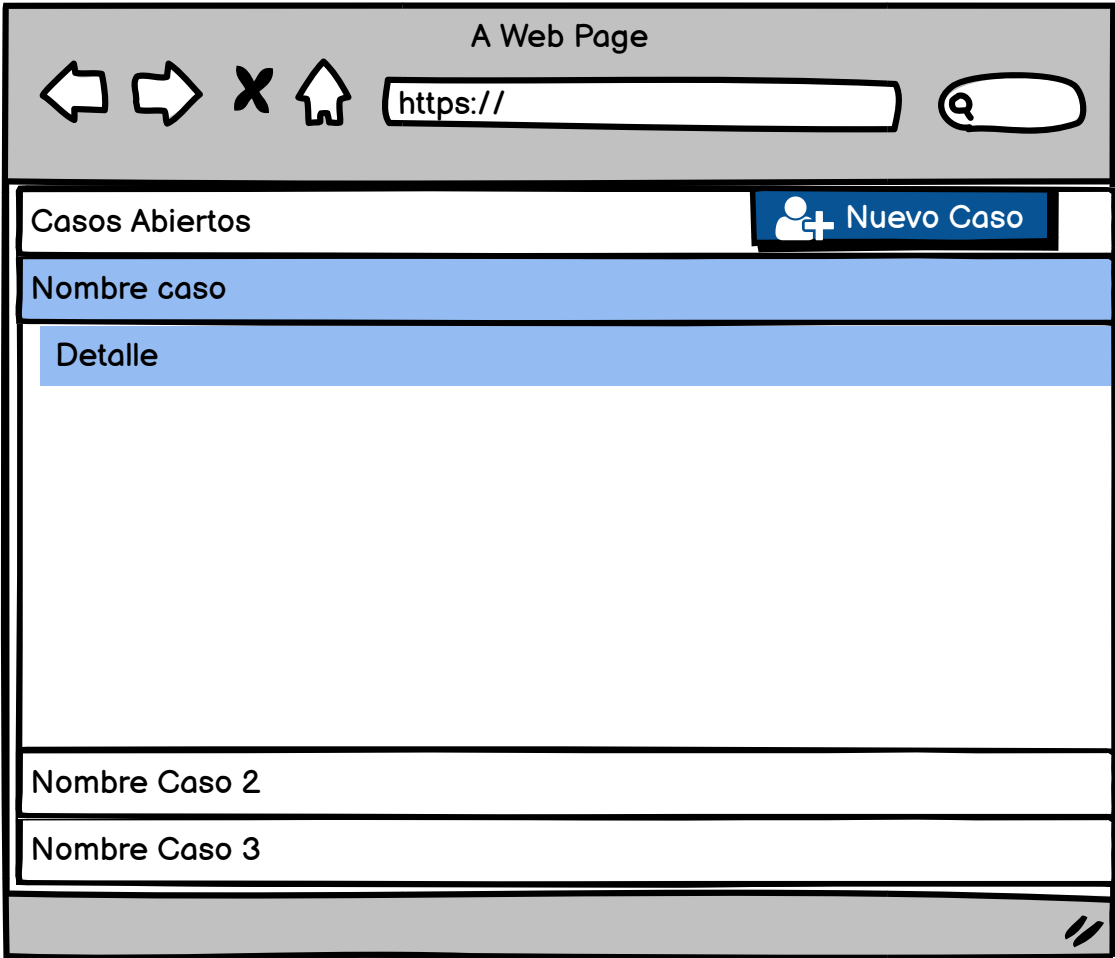 A Web Page
https://
Casos Abiertos
Nuevo Caso
Nombre caso
Detalle
Nombre Caso 2
Nombre Caso 3